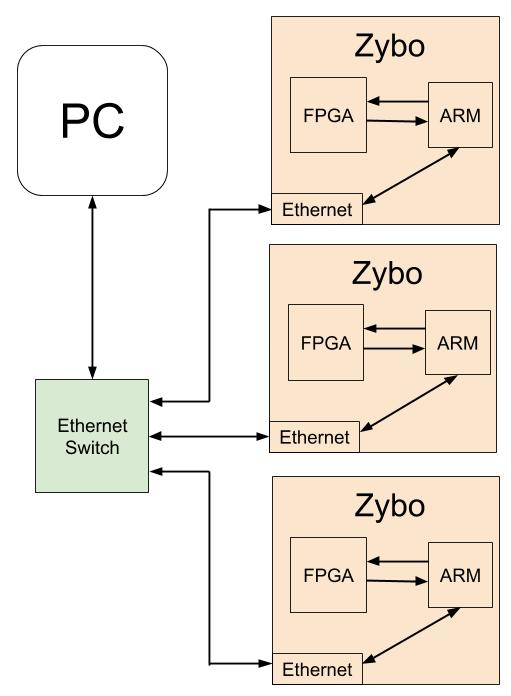 PC
Ethernet
Switch
Zybo
FPGA
ARM
Ethernet
Zybo
FPGA
ARM
Ethernet
Zybo
FPGA
ARM
Ethernet